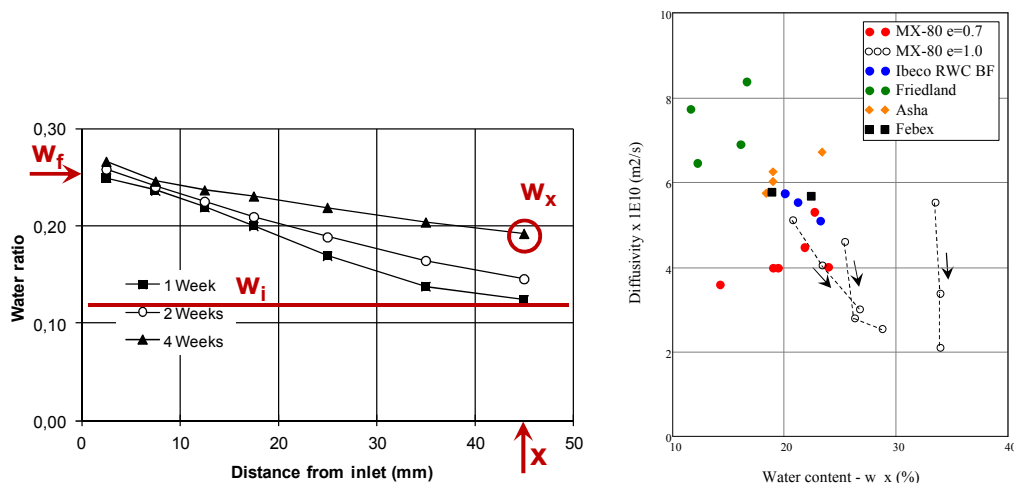 0,30
0,20
0,10
0,00
Water ratio
w_f
w_x
w_i
1 Week
2 Weeks
4 Weeks
0
10
20
30
40
50
x
Distance from inlet (mm)
MX-80 e=0.7
MX-80 e=1.0
Ibeco RWC BF
Friedland
Asha
Febex
10
8
6
4
2
0
Diffusivity x 1E10 (m2/s)
10
20
30
40
Water content - w_x (%)